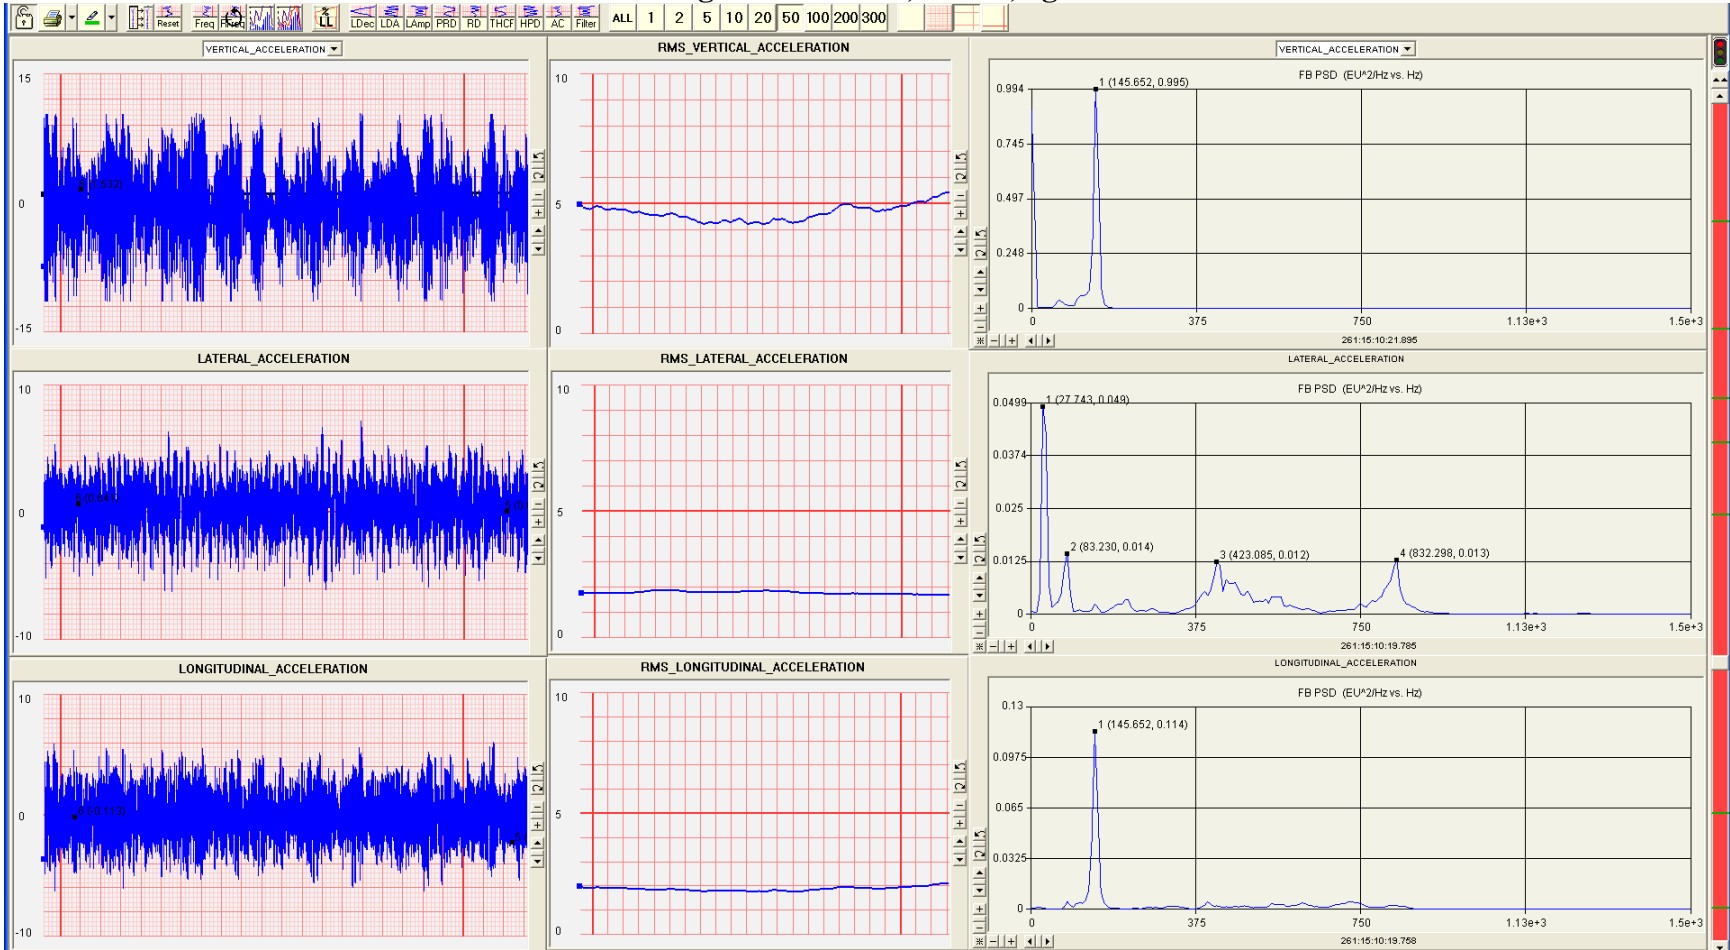 Reset Freq LDec LDA LAmp PRD RD THCF HPD AC Filter ALL 1 2 5 10 20 50 100 200 300
LL
VERTICAL_ACCELERATION
15
0
-15
RMS_VERTICAL_ACCELERATION
10
5
0
VERTICAL_ACCELERATION
FB PSD (EU^2/Hz vs. Hz)
1 (145.652, 0.995)
0.994
0.745
0.497
0.248
0
0 375 750 1.13e+3 1.5e+3
261:15:10:21.895
LATERAL_ACCELERATION
10
0
-10
RMS_LATERAL_ACCELERATION
10
5
0
LATERAL_ACCELERATION
FB PSD (EU^2/Hz vs. Hz)
1 (27.743, 0.049)
0.0499
0.0374
0.025
2 (83.230, 0.014)
3 (423.085, 0.012)
4 (832.298, 0.013)
0.0125
0
0 375 750 1.13e+3 1.5e+3
261:15:10:19.785
LONGITUDINAL_ACCELERATION
10
0
-10
RMS_LONGITUDINAL_ACCELERATION
10
5
0
LONGITUDINAL_ACCELERATION
FB PSD (EU^2/Hz vs. Hz)
1 (145.652, 0.114)
0.13
0.0975
0.065
0.0325
0
0 375 750 1.13e+3 1.5e+3
261:15:10:19.758